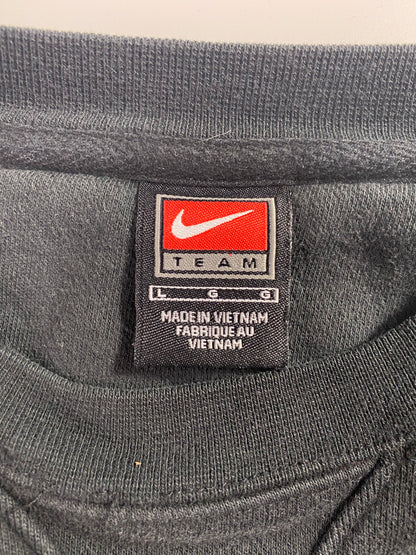 TEAM
L G G
MADE IN VIETNAM
FABRIQUE AU
VIETNAM